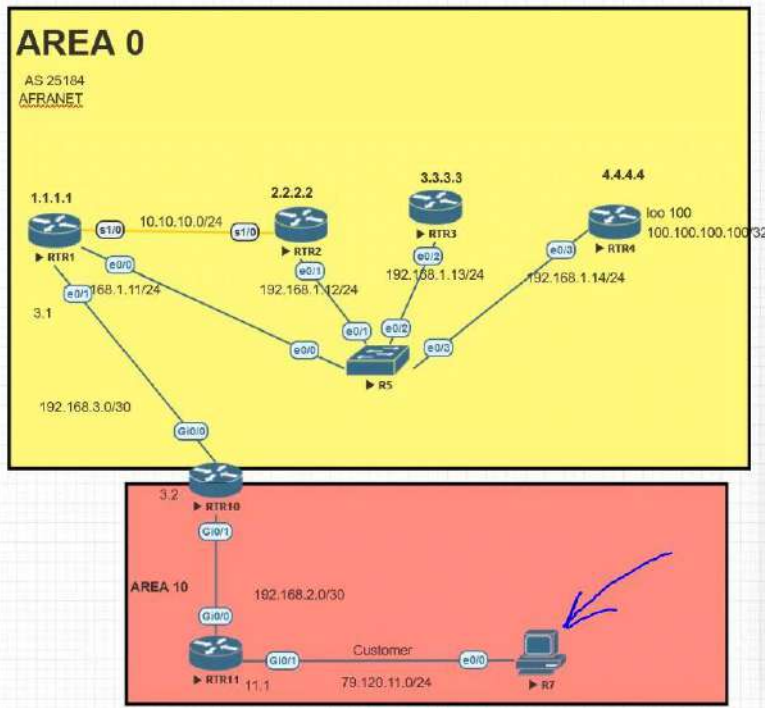 AREA 0
AS 25184
AFRANET
1.1.1.1
2.2.2.2
3.3.3.3
4.4.4.4
s1/0
10.10.10.0/24
s1/0
loo 100
100.100.100.100/32
RTR1
RTR2
RTR3
RTR4
e0/0
e0/1
e0/2
e0/3
e0/1
168.1.11/24
192.168.1.12/24
192.168.1.13/24
192.168.1.14/24
3.1
e0/0
e0/1
e0/2
e0/3
R5
192.168.3.0/30
Gi0/0
3.2
RTR10
Gi0/1
AREA 10
192.168.2.0/30
Gi0/0
RTR11
11.1
Gi0/1
Customer
79.120.11.0/24
e0/0
R7